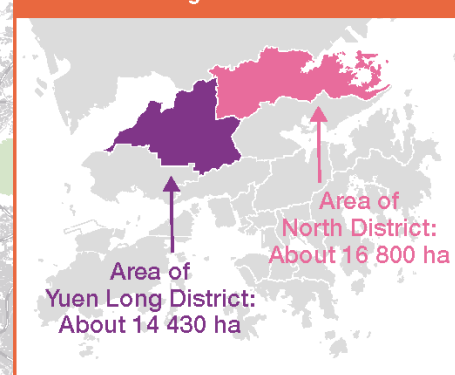 Area of
North District:
About 16 800 ha
Area of
Yuen Long District:
About 14 430 ha